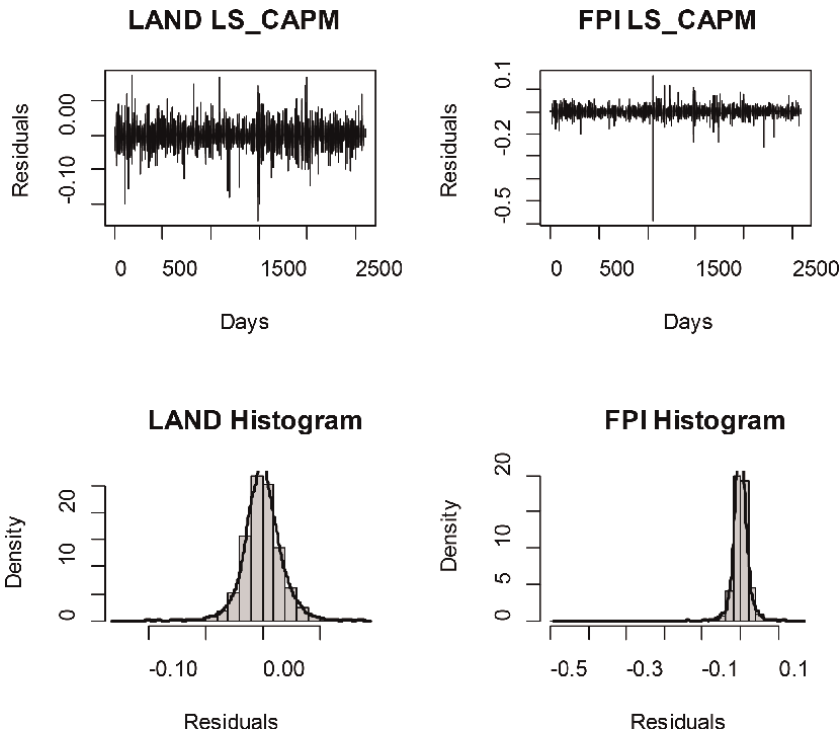 LAND LS_CAPM
Residuals
0.00
-0.10
0 500 1500 2500
Days
FPI LS_CAPM
Residuals
0.1
-0.2
-0.5
0 500 1500 2500
Days
LAND Histogram
Density
20
10
0
-0.10 0.00
Residuals
FPI Histogram
Density
20
10
5
0
-0.5 -0.3 -0.1 0.1
Residuals